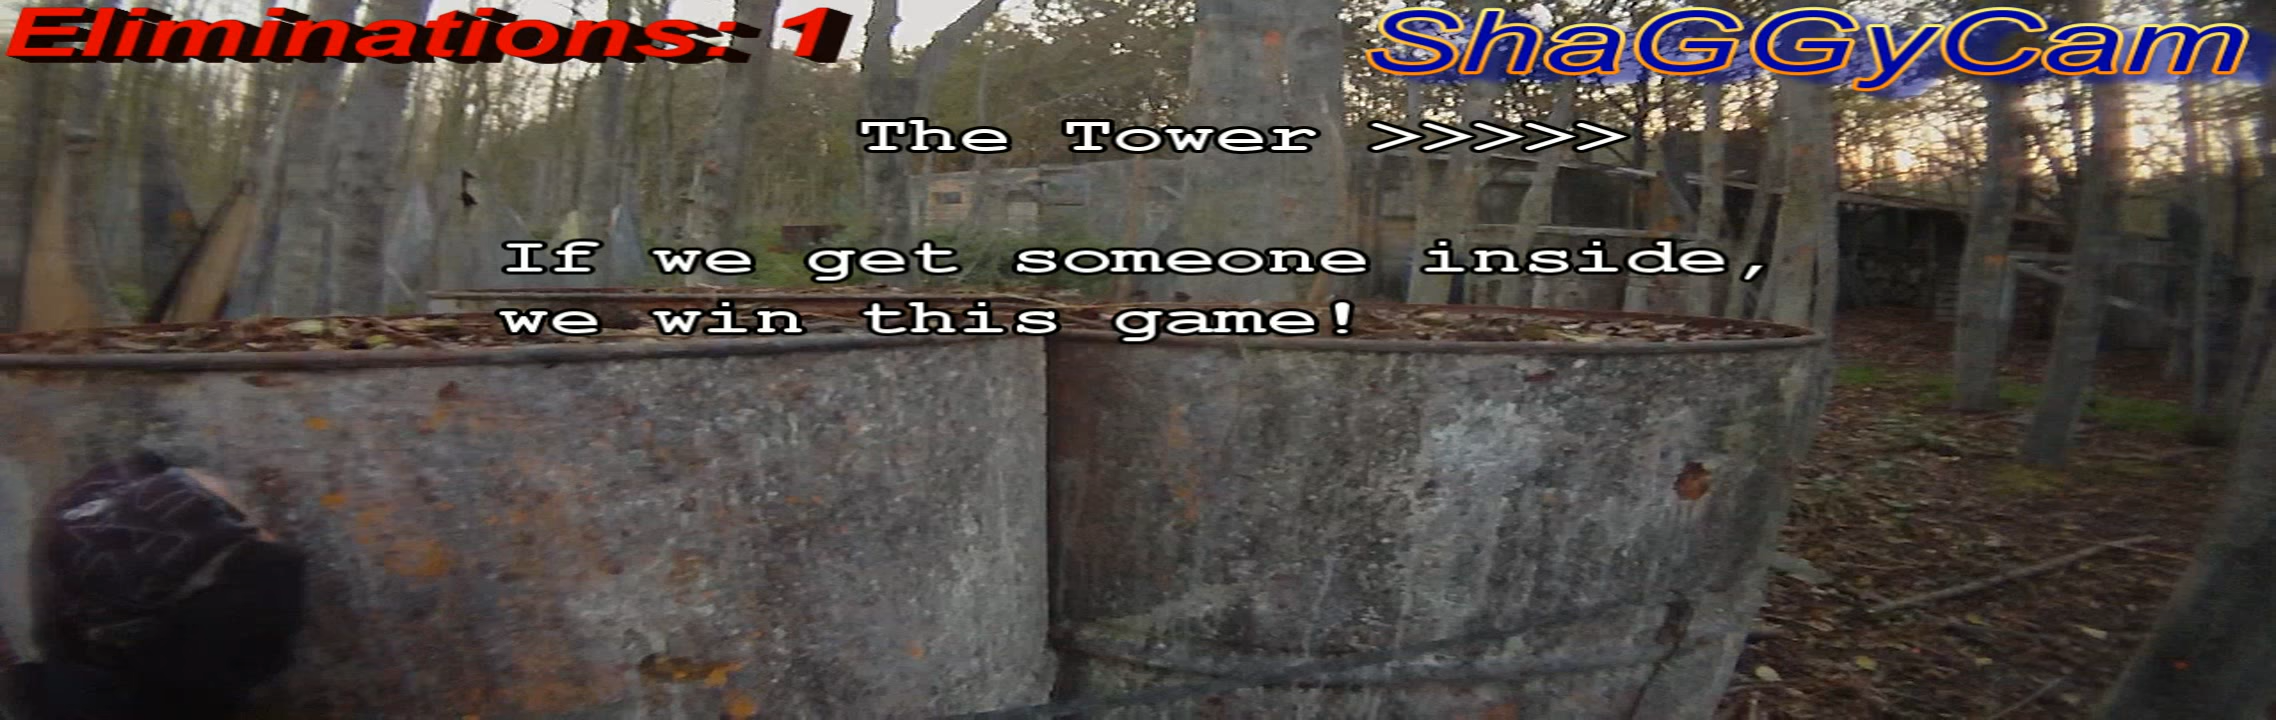 Eliminations: 1
ShaGGyCam
The Tower >>>>>
If we get someone inside,
we win this game!